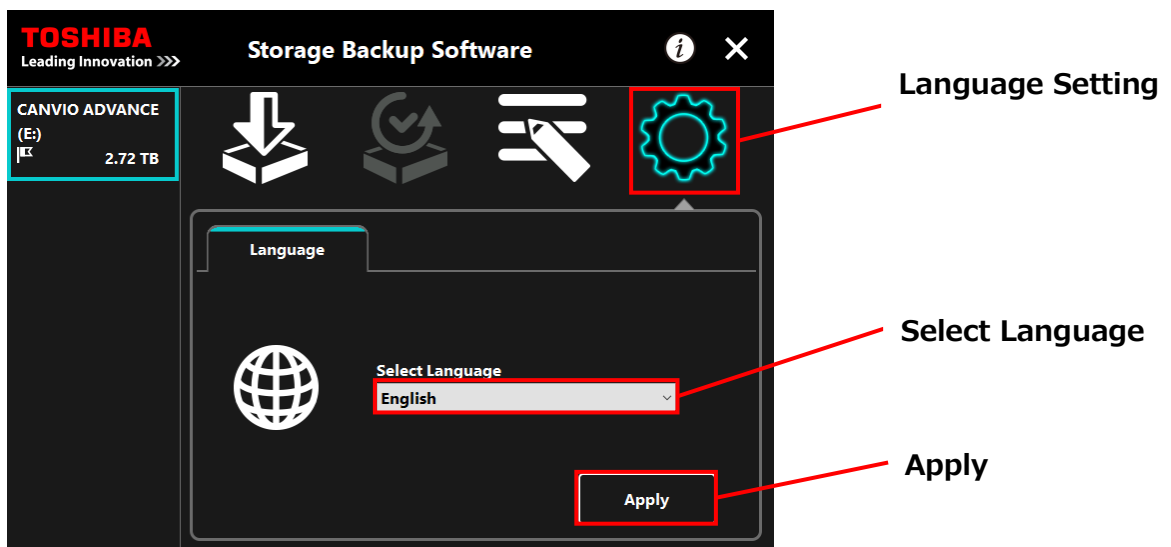 TOSHIBA
Leading Innovation >>>
Storage Backup Software
i
CANVIO ADVANCE
(E:)
2.72 TB
Language Setting
Language
Select Language
English
Select Language
Apply
Apply